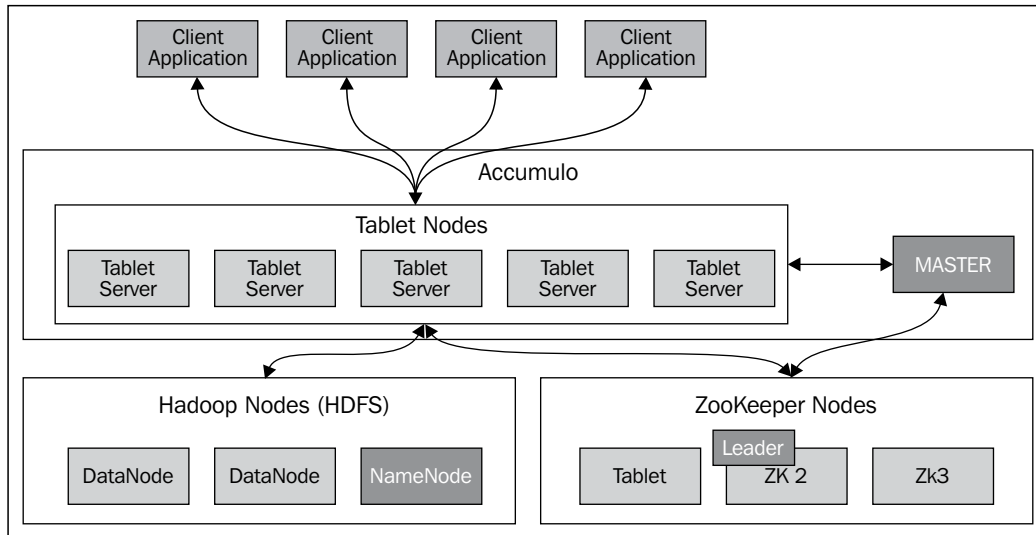 Client
Application
Client
Application
Client
Application
Client
Application
Accumulo
Tablet Nodes
Tablet
Server
Tablet
Server
Tablet
Server
Tablet
Server
Tablet
Server
MASTER
Hadoop Nodes (HDFS)
DataNode
DataNode
NameNode
ZooKeeper Nodes
Leader
Tablet
ZK 2
Zk3